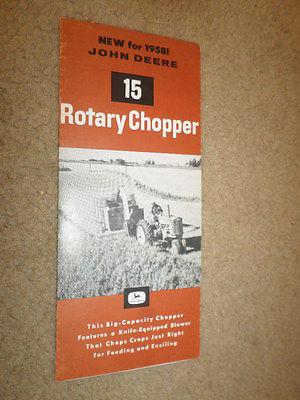 NEW for 1958!
JOHN DEERE
15
Rotary Chopper
This Big-Capacity Chopper
Features a Knife-Equipped Blower
That Chops Crops Just Right
for Feeding and Ensiling